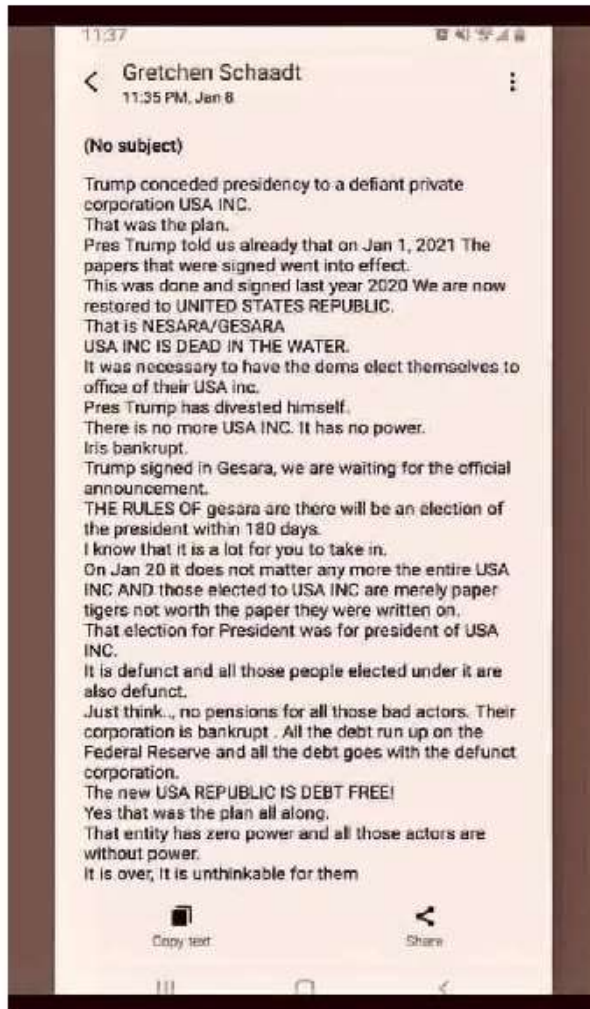 11:37
Gretchen Schaadt
11:35 PM, Jan 8
(No subject)
Trump conceded presidency to a defiant private
corporation USA INC.
That was the plan.
Pres Trump told us already that on Jan 1, 2021 The
papers that were signed went into effect.
This was done and signed last year 2020 We are now
restored to UNITED STATES REPUBLIC.
That is NESARA/GESARA
USA INC IS DEAD IN THE WATER.
It was necessary to have the dems elect themselves to
office of their USA inc.
Pres Trump has divested himself.
There is no more USA INC. It has no power.
Iris bankrupt.
Trump signed in Gesara, we are waiting for the official
announcement.
THE RULES OF gesara are there will be an election of
the president within 180 days.
I know that it is a lot for you to take in.
On Jan 20 it does not matter any more the entire USA
INC AND those elected to USA INC are merely paper
tigers not worth the paper they were written on.
That election for President was for president of USA
INC.
It is defunct and all those people elected under it are
also defunct.
Just think.., no pensions for all those bad actors. Their
corporation is bankrupt . All the debt run up on the
Federal Reserve and all the debt goes with the defunct
corporation.
The new USA REPUBLIC IS DEBT FREE!
Yes that was the plan all along.
That entity has zero power and all those actors are
without power.
It is over, It is unthinkable for them
Copy text
Share